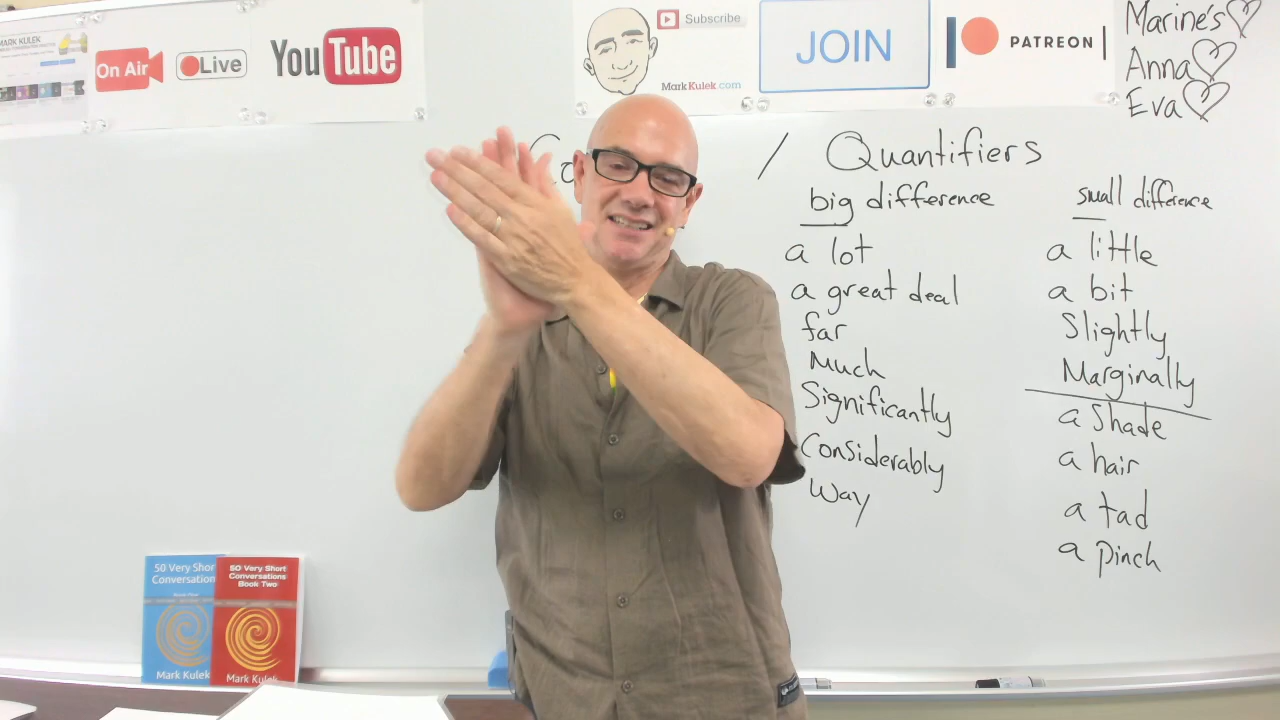 MARK KULEK
On Air
Live
YouTube
Subscribe
MarkKulek.com
JOIN
PATREON
Marine's
Anna
Eva
/ Quantifiers
big difference
a lot
a great deal
far
Much
Significantly
Considerably
Way
small difference
a little
a bit
Slightly
Marginally
a Shade
a hair
a tad
a pinch
50 Very Shor
Conversation
Mark Kulek
50 Very Short
Conversations
Book Two
Mark Kulek